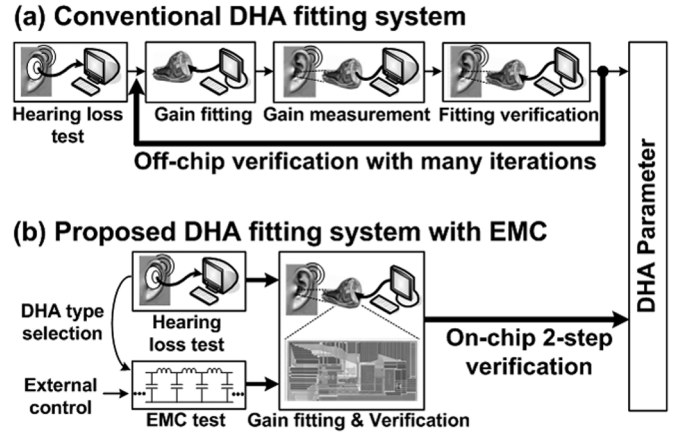 (a) Conventional DHA fitting system
Hearing loss
test
Gain fitting
Gain measurement
Fitting verification
Off-chip verification with many iterations
DHA Parameter
(b) Proposed DHA fitting system with EMC
DHA type
selection
Hearing
loss test
External
control
EMC test
Gain fitting & Verification
On-chip 2-step
verification